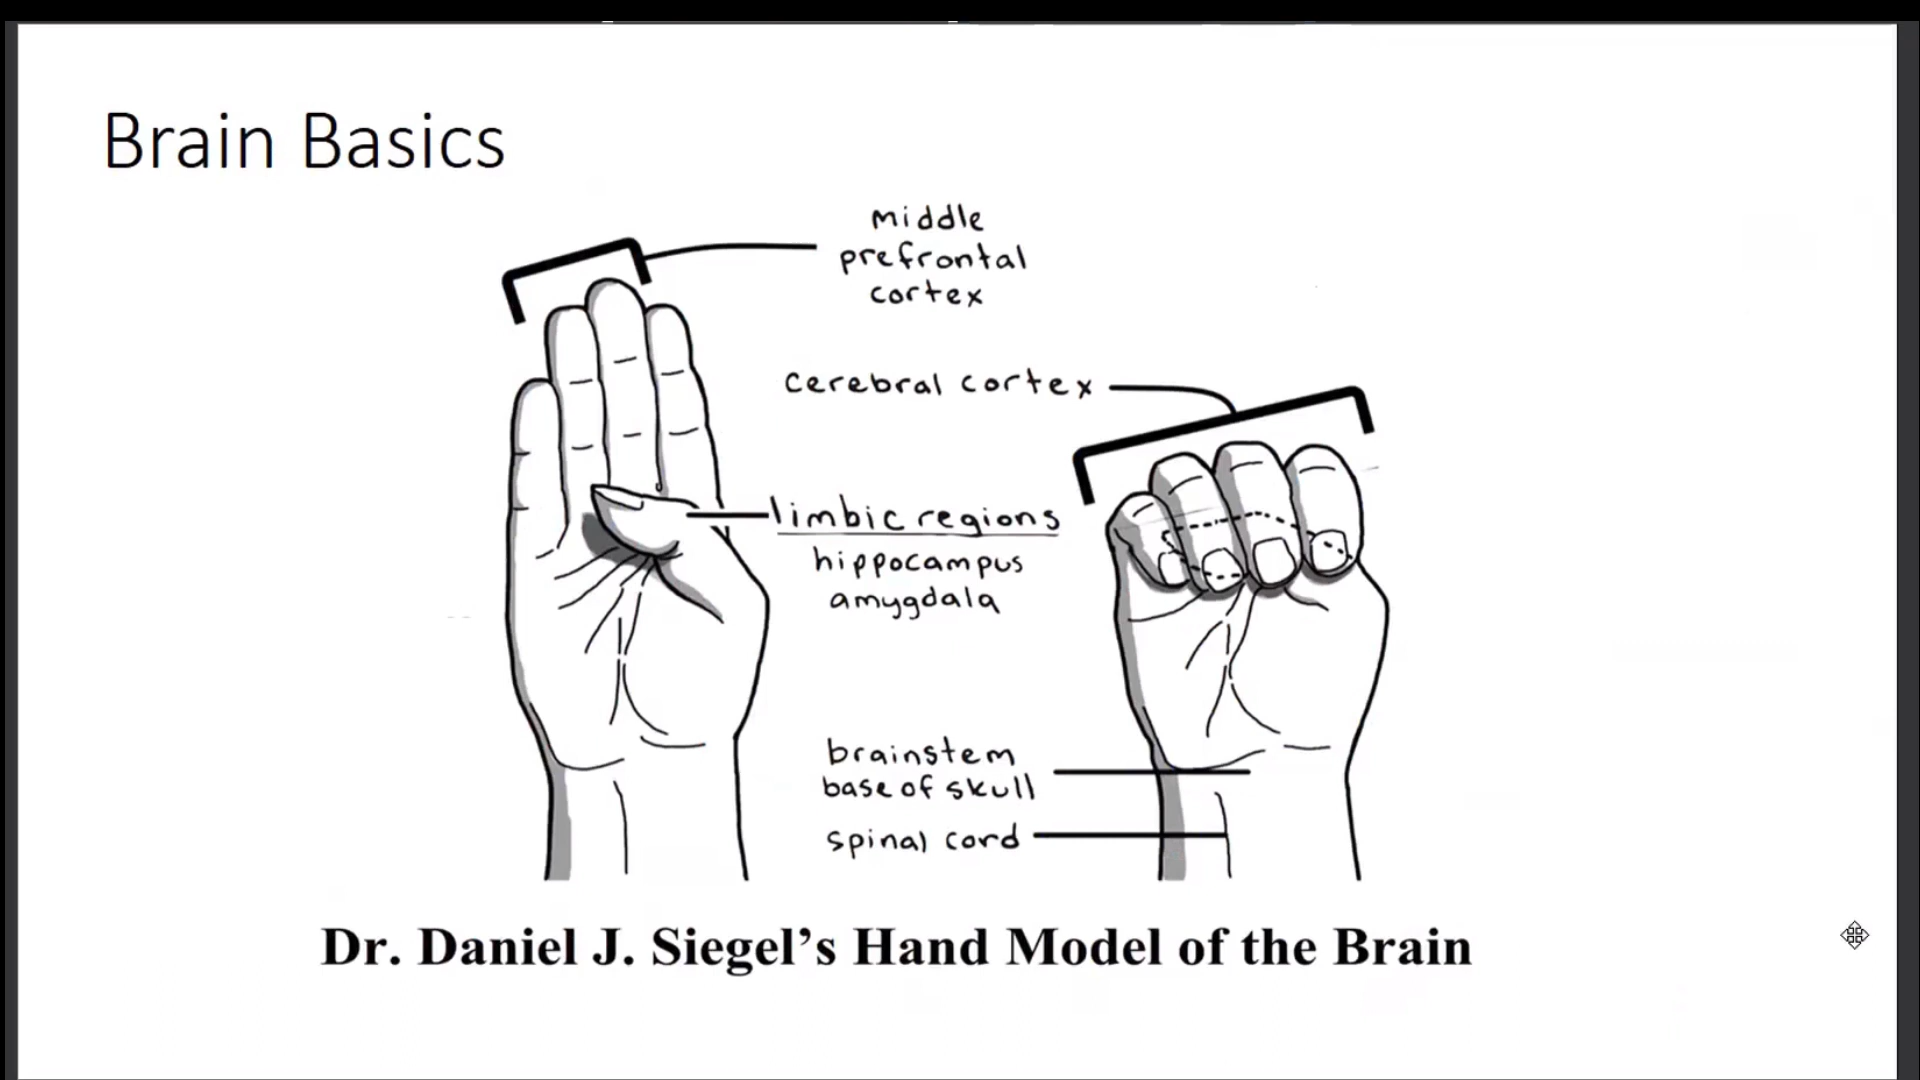 Brain Basics
middle
prefrontal
cortex
cerebral cortex
limbic regions
hippocampus
amygdala
brainstem
base of skull
spinal cord
Dr. Daniel J. Siegel’s Hand Model of the Brain